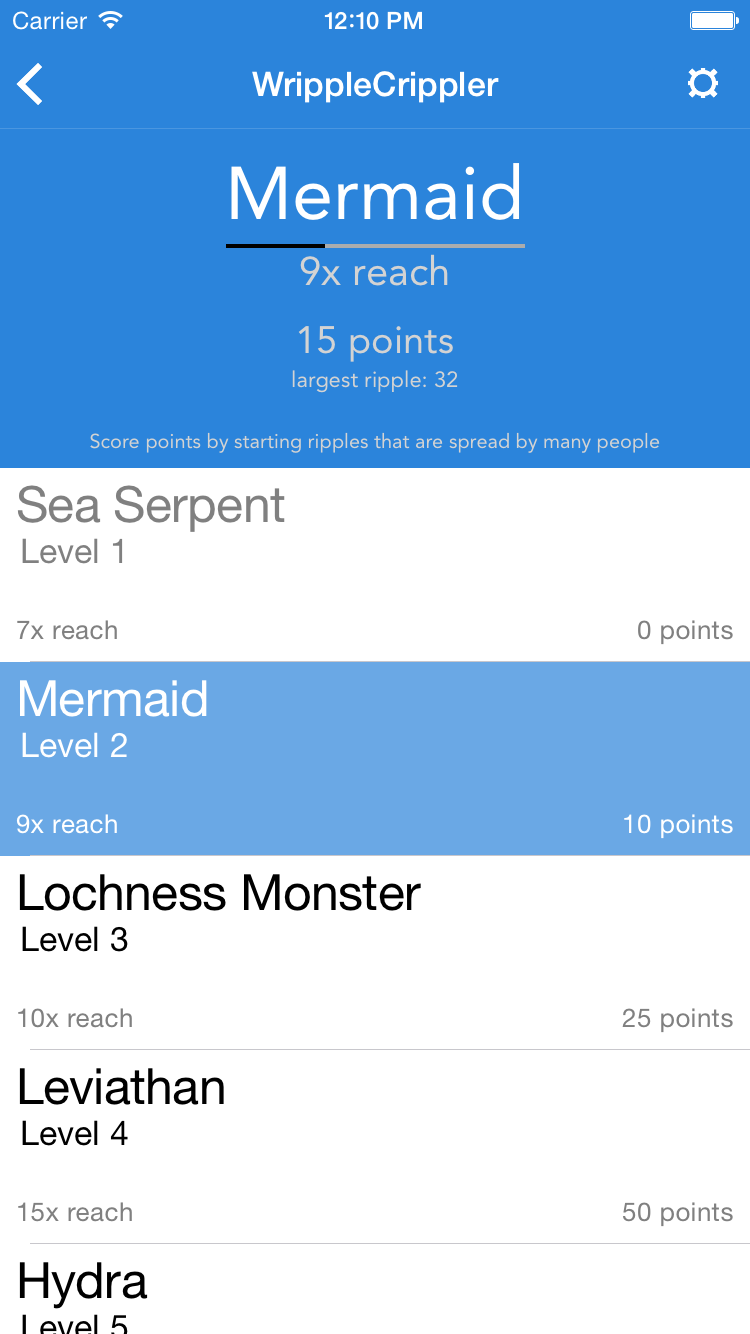 Carrier 12:10 PM
WrippleCrippler
Mermaid
9x reach
15 points
largest ripple: 32
Score points by starting ripples that are spread by many people
Sea Serpent
Level 1
7x reach 0 points
Mermaid
Level 2
9x reach 10 points
Lochness Monster
Level 3
10x reach 25 points
Leviathan
Level 4
15x reach 50 points
Hydra
Level 5